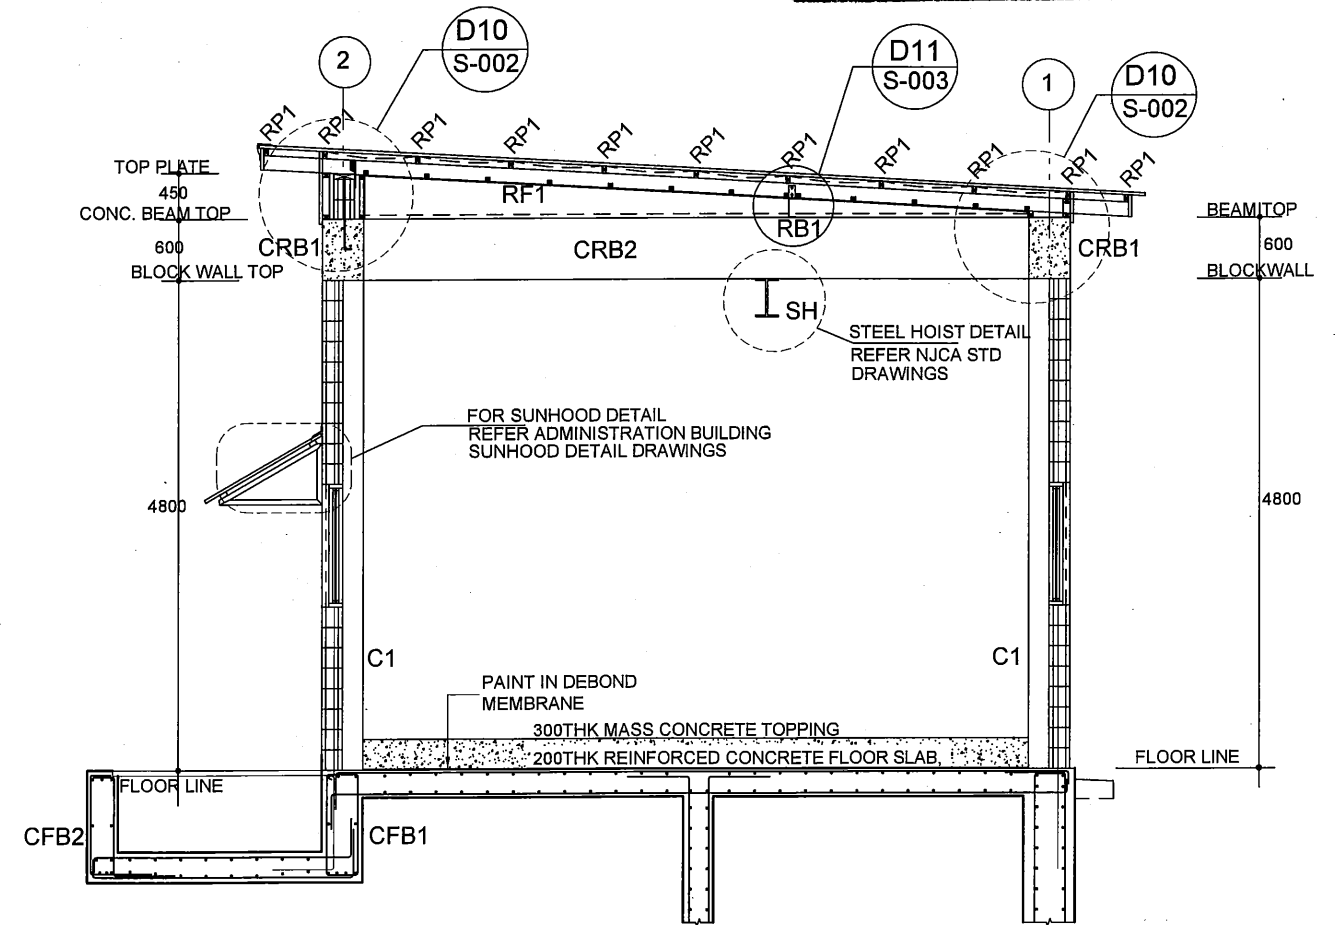 D10
S-002
D11
S-003
2
1
D10
S-002
RP1
RP1
RP1
RP1
RP1
RP1
RP1
RP1
RP1
RP1
RP1
TOP PLATE
450
CONC. BEAM TOP
600
BLOCK WALL TOP
CRB1
RF1
CRB2
RB1
CRB1
BEAM TOP
600
BLOCKWALL
SH
STEEL HOIST DETAIL
REFER NJCA STD
DRAWINGS
FOR SUNHOOD DETAIL
REFER ADMINISTRATION BUILDING
SUNHOOD DETAIL DRAWINGS
4800
4800
C1
C1
PAINT IN DEBOND
MEMBRANE
300THK MASS CONCRETE TOPPING
200THK REINFORCED CONCRETE FLOOR SLAB,
FLOOR LINE
FLOOR LINE
CFB2
CFB1